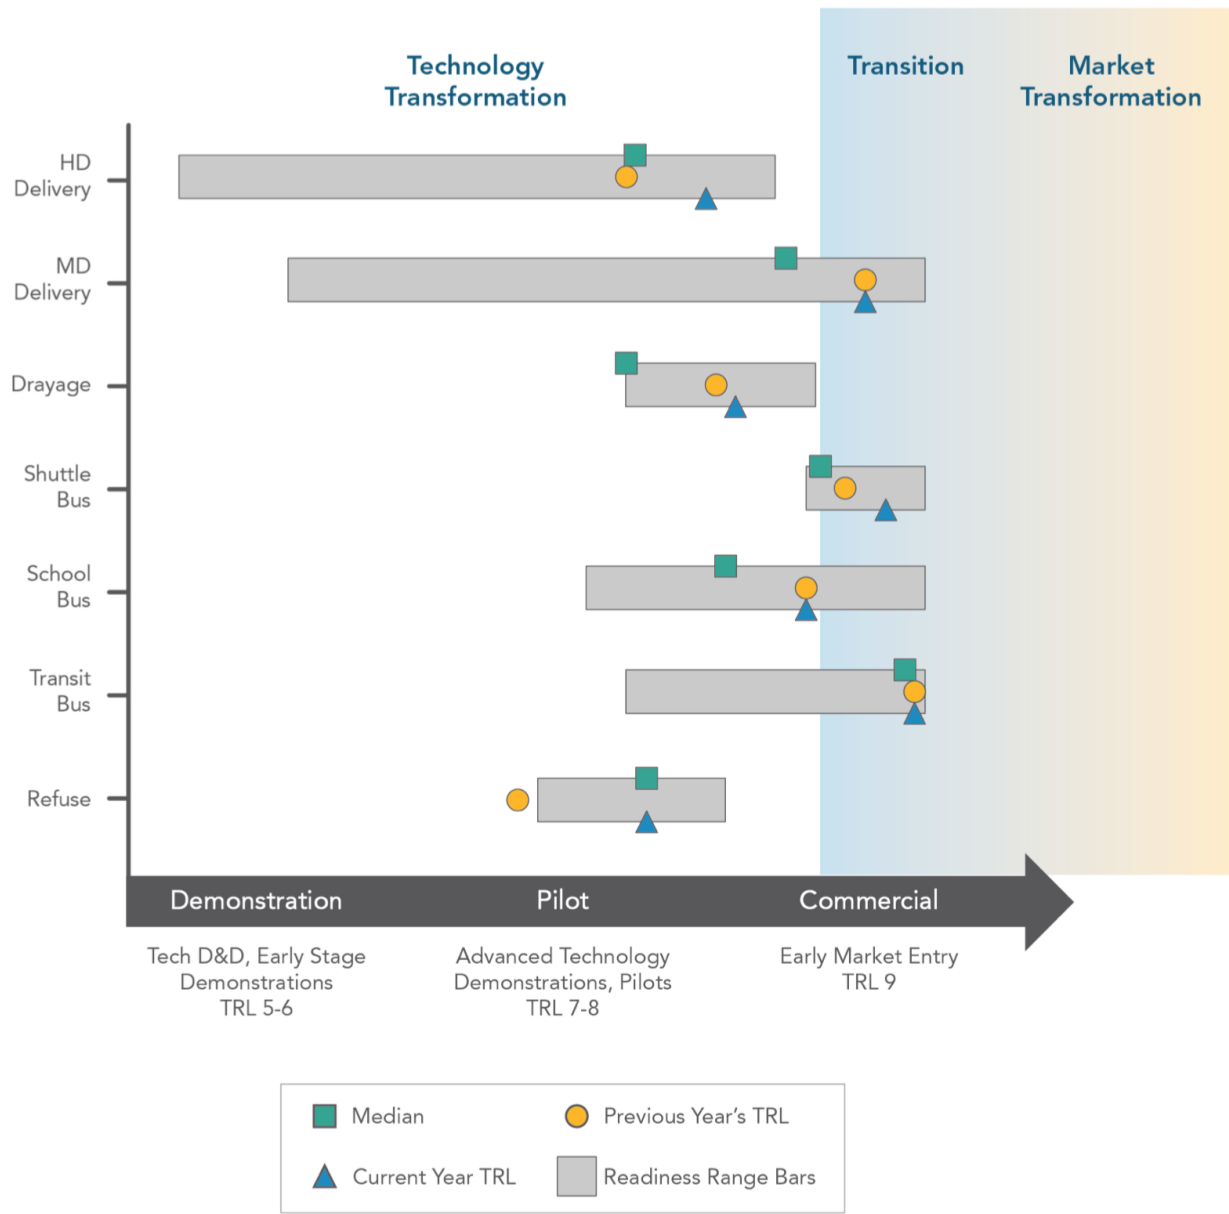 Technology
Transformation
Transition
Market
Transformation
HD
Delivery
MD
Delivery
Drayage
Shuttle
Bus
School
Bus
Transit
Bus
Refuse
Demonstration
Pilot
Commercial
Tech D&D, Early Stage
Demonstrations
TRL 5-6
Advanced Technology
Demonstrations, Pilots
TRL 7-8
Early Market Entry
TRL 9
Median
Previous Year's TRL
Current Year TRL
Readiness Range Bars